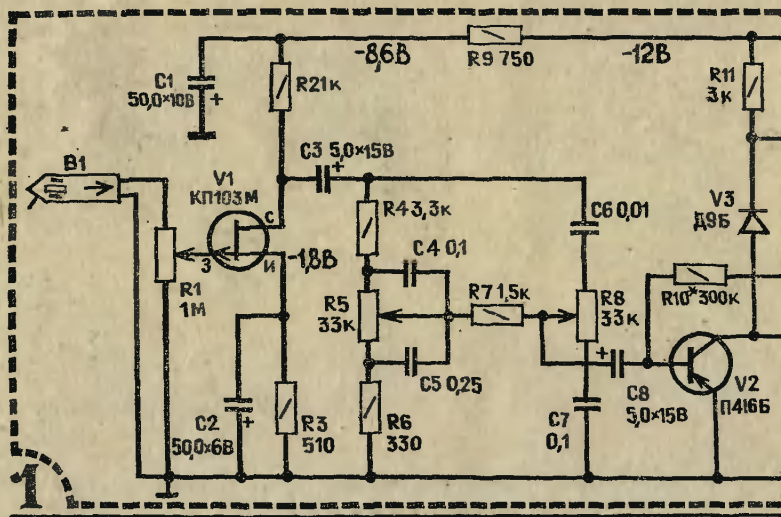 -8,6В
-12В
R9 750
C1
50,0×10В
+
R2 1к
R11
3к
B1
V1
КП103М
C3 5,0×15В
+
С
З
И
-1,8В
R4 3,3к
C4 0,1
C6 0,01
V3
Д9Б
R1
1М
R5
33к
R7 1,5к
R8
33к
R10* 300к
C5 0,25
C2
50,0×6В
+
R3
510
R6
330
C7
0,1
+
C8
5,0×15В
V2
П416Б
1